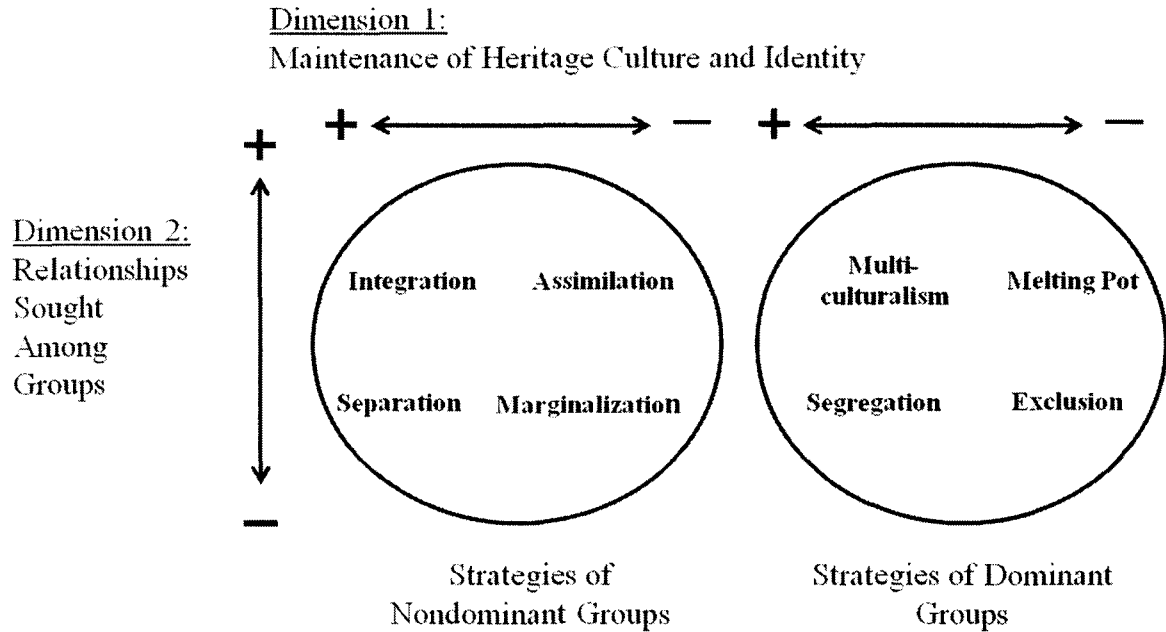 Dimension 1:
Maintenance of Heritage Culture and Identity
+ — + —
+
Dimension 2:
Relationships
Sought
Among
Groups
—
Integration Assimilation
Separation Marginalization
Multi-
culturalism
Melting Pot
Segregation Exclusion
Strategies of
Nondominant Groups
Strategies of Dominant
Groups